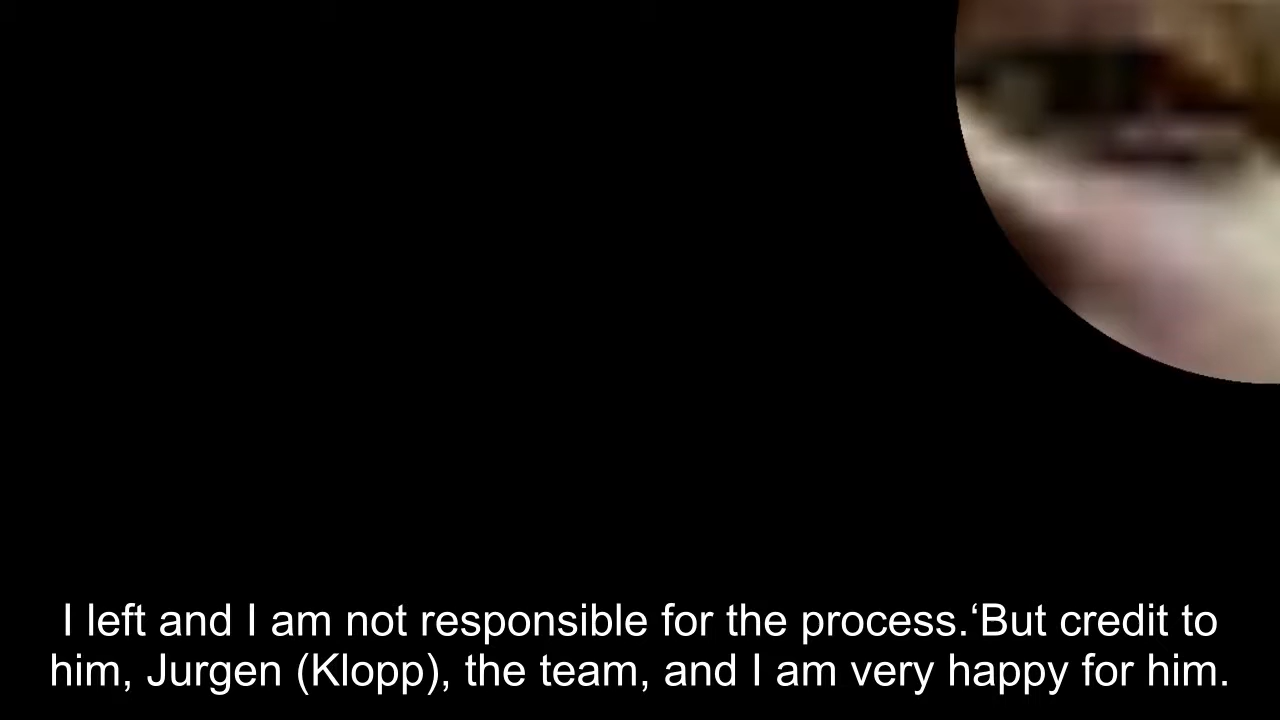 I left and I am not responsible for the process.‘But credit to
him, Jurgen (Klopp), the team, and I am very happy for him.